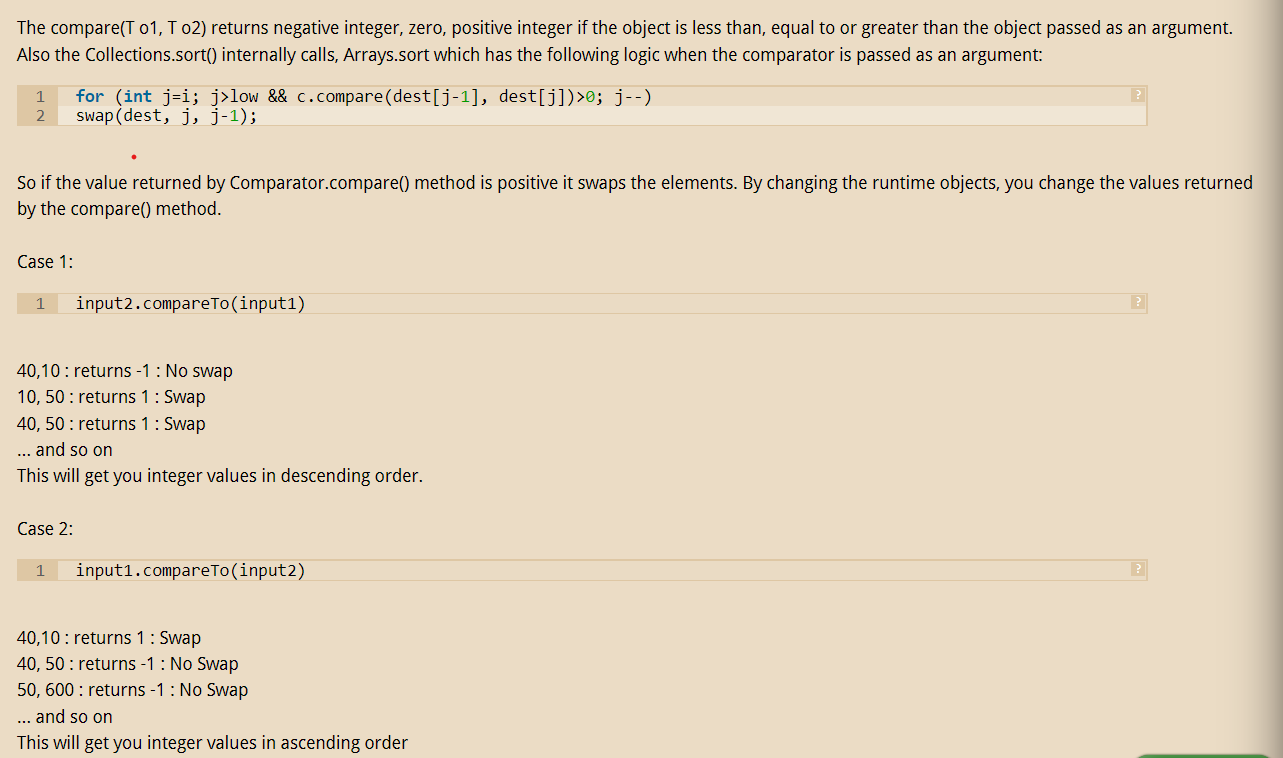 The compare(T o1, T o2) returns negative integer, zero, positive integer if the object is less than, equal to or greater than the object passed as an argument.
Also the Collections.sort() internally calls, Arrays.sort which has the following logic when the comparator is passed as an argument:
1 for (int j=i; j>low && c.compare(dest[j-1], dest[j])>0; j--) ?
2 swap(dest, j, j-1);
So if the value returned by Comparator.compare() method is positive it swaps the elements. By changing the runtime objects, you change the values returned
by the compare() method.
Case 1:
1 input2.compareTo(input1) ?
40,10 : returns -1 : No swap
10, 50 : returns 1 : Swap
40, 50 : returns 1 : Swap
... and so on
This will get you integer values in descending order.
Case 2:
1 input1.compareTo(input2) ?
40,10 : returns 1 : Swap
40, 50 : returns -1 : No Swap
50, 600 : returns -1 : No Swap
... and so on
This will get you integer values in ascending order